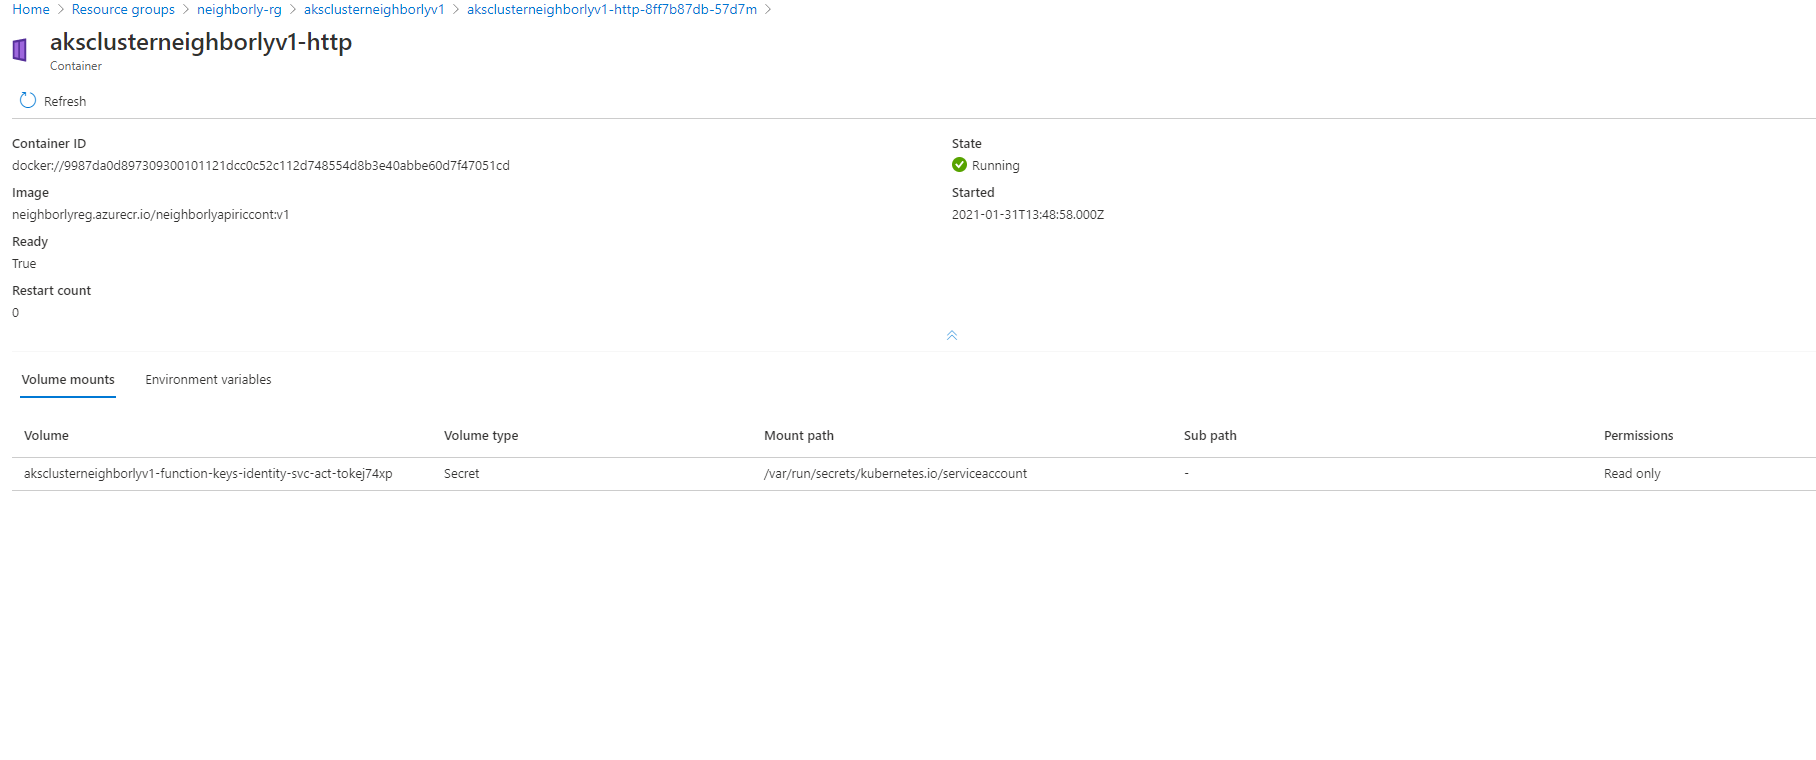 Home > Resource groups > neighborly-rg > aksclusterneighborlyv1 > aksclusterneighborlyv1-http-8ff7b87db-57d7m >
aksclusterneighborlyv1-http
Container
Refresh
Container ID
docker://9987da0d897309300101121dcc0c52c112d748554d8b3e40abbe60d7f47051cd
Image
neighborlyreg.azurecr.io/neighborlyapiriccont:v1
Ready
True
Restart count
0
State
Running
Started
2021-01-31T13:48:58.000Z
Volume mounts Environment variables
Volume Volume type Mount path Sub path Permissions
aksclusterneighborlyv1-function-keys-identity-svc-act-tokej74xp Secret /var/run/secrets/kubernetes.io/serviceaccount - Read only